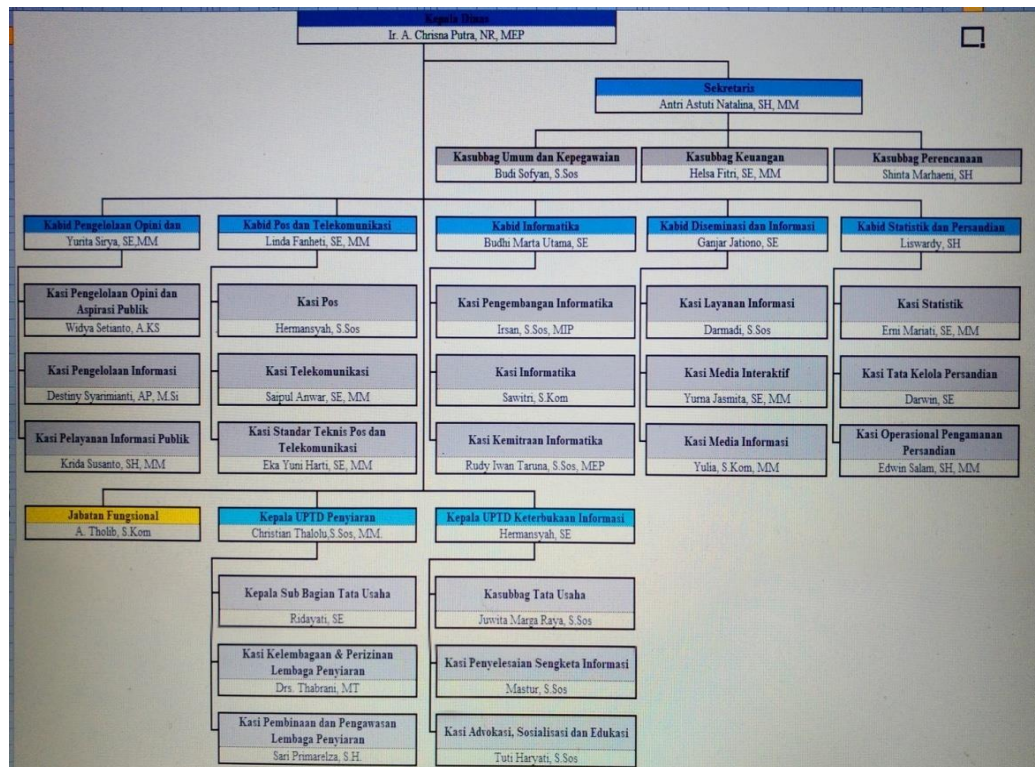 Kepala Dinas
Ir. A. Chrisna Putra, NR, MEP
Sekretaris
Antri Astuti Natalina, SH, MM
Kasubbag Umum dan Kepegawaian
Budi Sofyan, S.Sos
Kasubbag Keuangan
Helsa Fitri, SE, MM
Kasubbag Perencanaan
Shinta Marhaeni, SH
Kabid Pengelolaan Opini dan
Yurita Sirya, SE,MM
Kabid Pos dan Telekomunikasi
Linda Fanheti, SE, MM
Kabid Informatika
Budhi Marta Utama, SE
Kabid Diseminasi dan Informasi
Ganjar Jationo, SE
Kabid Statistik dan Persandian
Liswardy, SH
Kasi Pengelolaan Opini dan
Aspirasi Publik
Widya Setianto, A.KS
Kasi Pengelolaan Informasi
Destiny Syarmianti, AP, M.Si
Kasi Pelayanan Informasi Publik
Krida Susanto, SH, MM
Kasi Pos
Hermansyah, S.Sos
Kasi Telekomunikasi
Saipul Anwar, SE, MM
Kasi Standar Teknis Pos dan
Telekomunikasi
Eka Yuni Harti, SE, MM
Kasi Pengembangan Informatika
Irsan, S.Sos, MIP
Kasi Informatika
Sawitri, S.Kom
Kasi Kemitraan Informatika
Rudy Iwan Taruna, S.Sos, MEP
Kasi Layanan Informasi
Darmadi, S.Sos
Kasi Media Interaktif
Yurna Jasmita, SE, MM
Kasi Media Informasi
Yulia, S.Kom, MM
Kasi Statistik
Erni Mariati, SE, MM
Kasi Tata Kelola Persandian
Darwin, SE
Kasi Operasional Pengamanan
Persandian
Edwin Salam, SH, MM
Jabatan Fungsional
A. Tholib, S.Kom
Kepala UPTD Penyiaran
Christian Thalolu,S.Sos, MM.
Kepala UPTD Keterbukaan Informasi
Hermansyah, SE
Kepala Sub Bagian Tata Usaha
Ridayati, SE
Kasi Kelembagaan & Perizinan
Lembaga Penyiaran
Drs. Thabrani, MT
Kasi Pembinaan dan Pengawasan
Lembaga Penyiaran
Sari Primarelza, S.H.
Kasubbag Tata Usaha
Juwita Marga Raya, S.Sos
Kasi Penyelesaian Sengketa Informasi
Mastur, S.Sos
Kasi Advokasi, Sosialisasi dan Edukasi
Tuti Haryati, S.Sos